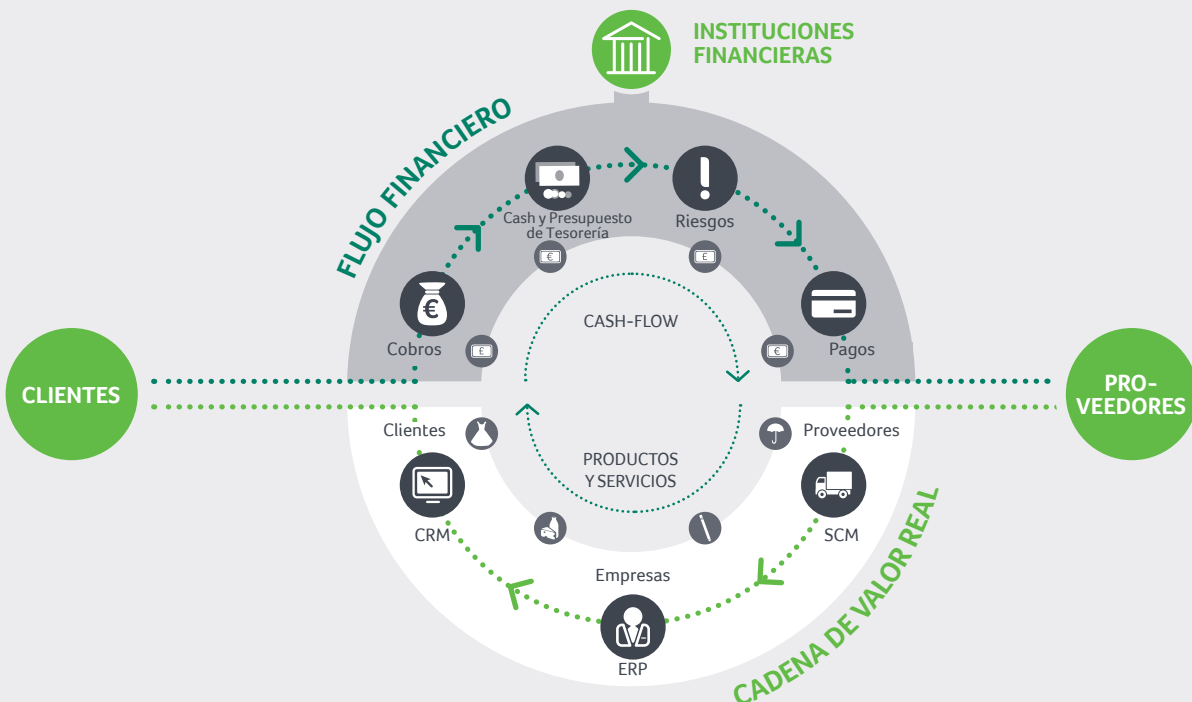 INSTITUCIONES
FINANCIERAS
FLUJO FINANCIERO
Cash y Presupuesto
de Tesorería
Riesgos
€
£
€
CASH-FLOW
Cobros
£
€
Pagos
CLIENTES
PRO-
VEEDORES
Clientes
Proveedores
PRODUCTOS
Y SERVICIOS
CRM
SCM
Empresas
ERP
CADENA DE VALOR REAL